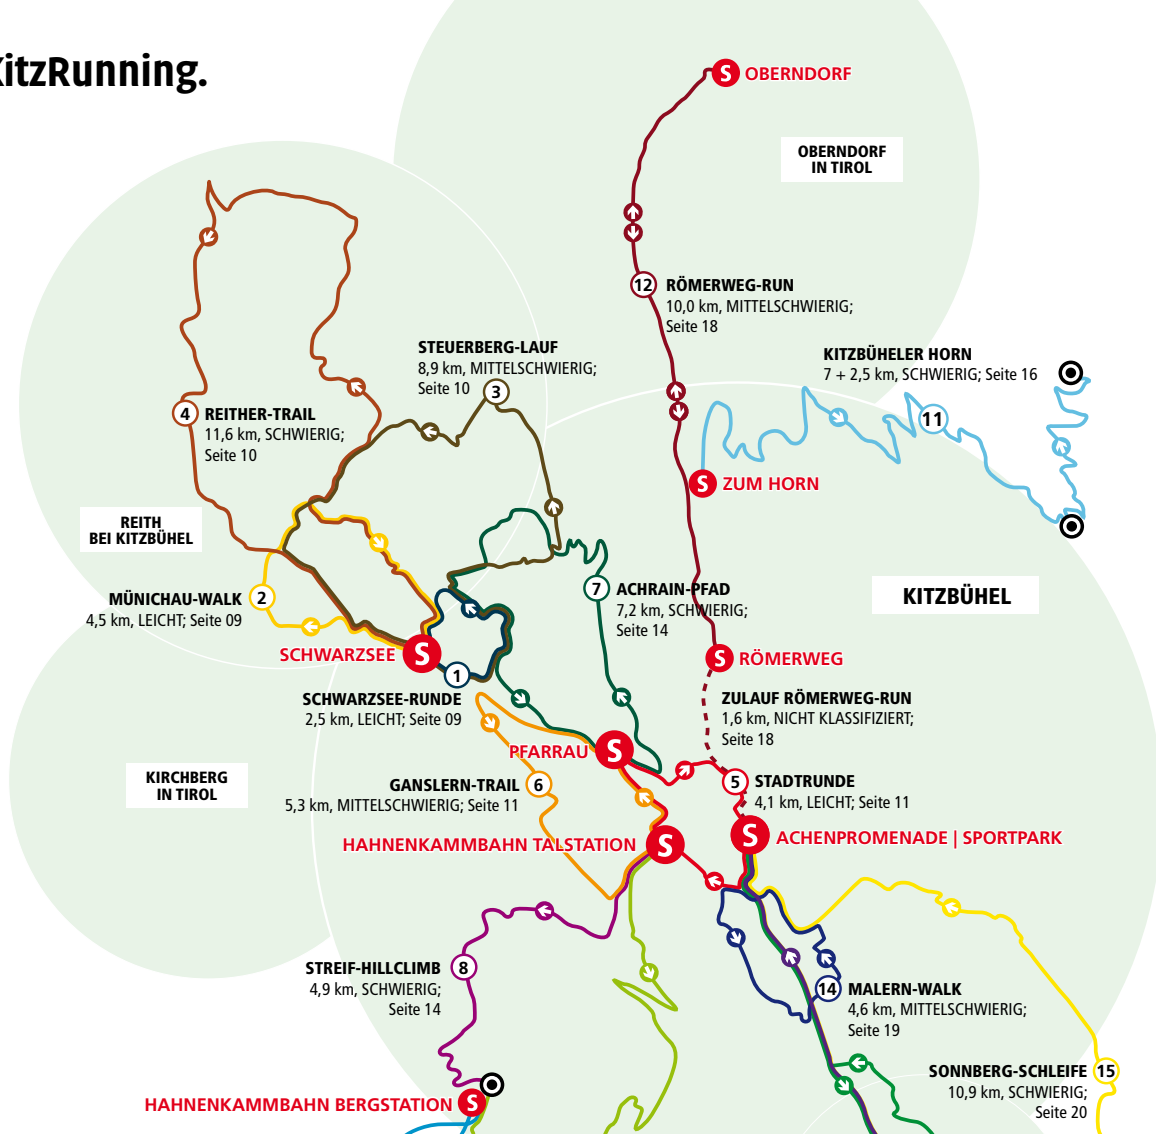 KitzRunning.
S OBERNDORF
OBERNDORF
IN TIROL
12 RÖMERWEG-RUN
10,0 km, MITTELSCHWIERIG;
Seite 18
STEUERBERG-LAUF
8,9 km, MITTELSCHWIERIG;
Seite 10
3
KITZBÜHELER HORN
7 + 2,5 km, SCHWIERIG; Seite 16
11
4 REITHER-TRAIL
11,6 km, SCHWIERIG;
Seite 10
S ZUM HORN
REITH
BEI KITZBÜHEL
MÜNICHAU-WALK 2
4,5 km, LEICHT; Seite 09
7 ACHRAIN-PFAD
7,2 km, SCHWIERIG;
Seite 14
KITZBÜHEL
SCHWARZSEE S
S RÖMERWEG
1
SCHWARZSEE-RUNDE
2,5 km, LEICHT; Seite 09
ZULAUF RÖMERWEG-RUN
1,6 km, NICHT KLASSIFIZIERT;
Seite 18
PFARRAU S
KIRCHBERG
IN TIROL
GANSLERN-TRAIL 6
5,3 km, MITTELSCHWIERIG; Seite 11
5 STADTRUNDE
4,1 km, LEICHT; Seite 11
HAHNENKAMMBAHN TALSTATION S
S ACHENPROMENADE | SPORTPARK
STREIF-HILLCLIMB 8
4,9 km, SCHWIERIG;
Seite 14
14 MALERN-WALK
4,6 km, MITTELSCHWIERIG;
Seite 19
SONNBERG-SCHLEIFE 15
10,9 km, SCHWIERIG;
Seite 20
HAHNENKAMMBAHN BERGSTATION S